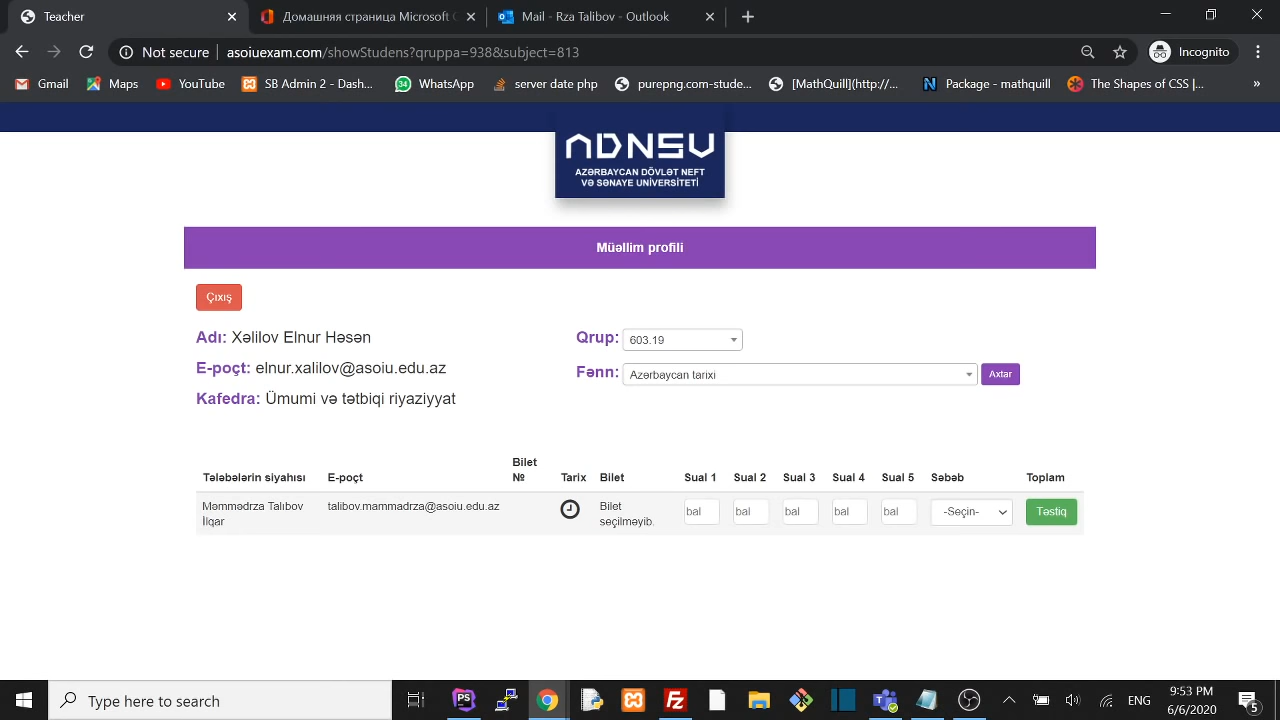 Teacher
Домашняя страница Microsoft
Mail - Rza Talibov - Outlook
Not secure
asoiuexam.com/showStudens?qruppa=938&subject=813
Incognito
Gmail
Maps
YouTube
SB Admin 2 - Dash...
34
WhatsApp
server date php
purepng.com-stude...
[MathQuill](http://...
N
Package - mathquill
The Shapes of CSS |...
»
ADNSU
AZƏRBAYCAN DÖVLƏT NEFT
VƏ SƏNAYE UNİVERSİTETİ
Müəllim profili
Çıxış
Adı: Xəlilov Elnur Həsən
Qrup: 603.19
E-poçt: elnur.xalilov@asoiu.edu.az
Fənn: Azərbaycan tarixi
Axtar
Kafedra: Ümumi və tətbiqi riyaziyyat
Tələbələrin siyahısı
E-poçt
Bilet
№
Tarix
Bilet
Sual 1
Sual 2
Sual 3
Sual 4
Sual 5
Səbəb
Toplam
Məmmədrza Talıbov
İlqar
talibov.mammadrza@asoiu.edu.az
Bilet
seçilməyib.
bal
bal
bal
bal
bal
-Seçin-
Təstiq
Type here to search
PS
Fz
ENG
9:53 PM
6/6/2020
5